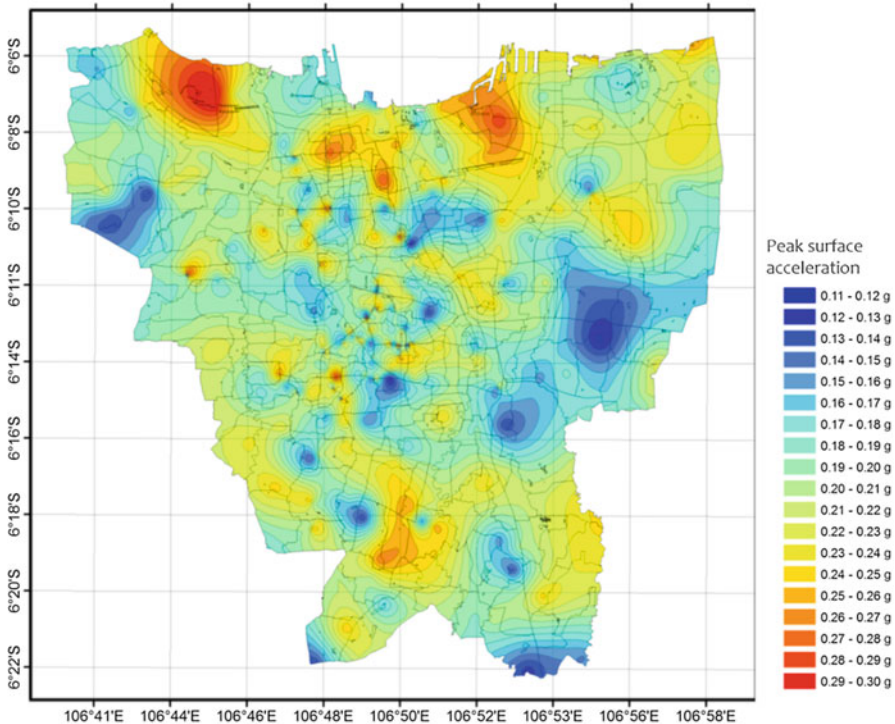 6°6'S
6°8'S
6°10'S
6°11'S
6°14'S
6°16'S
6°18'S
6°20'S
6°22'S
106°41'E 106°44'E 106°46'E 106°48'E 106°50'E 106°52'E 106°53'E 106°56'E 106°58'E
Peak surface
acceleration
0.11 - 0.12 g
0.12 - 0.13 g
0.13 - 0.14 g
0.14 - 0.15 g
0.15 - 0.16 g
0.16 - 0.17 g
0.17 - 0.18 g
0.18 - 0.19 g
0.19 - 0.20 g
0.20 - 0.21 g
0.21 - 0.22 g
0.22 - 0.23 g
0.23 - 0.24 g
0.24 - 0.25 g
0.25 - 0.26 g
0.26 - 0.27 g
0.27 - 0.28 g
0.28 - 0.29 g
0.29 - 0.30 g